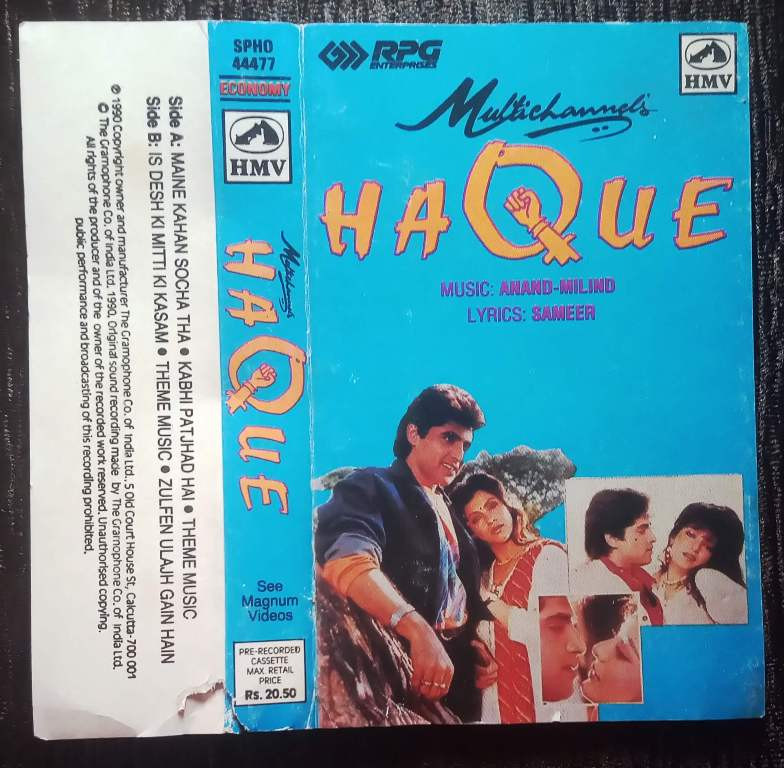 Side A: MAINE KAHAN SOCHA THA • KABHI PATJHAD HAI • THEME MUSIC
Side B: IS DESH KI MITTI KI KASAM • THEME MUSIC • ZULFEN ULAJH GAIN HAIN
℗ 1990 Copyright owner and manufacturer The Gramophone Co. of India Ltd., 5 Old Court House St., Calcutta-700 001
© The Gramophone Co. of India Ltd. 1990. Original sound recording made by The Gramophone Co. of India Ltd.
All rights of the producer and of the owner of the recorded work reserved. Unauthorised copying,
public performance and broadcasting of this recording prohibited.
SPHO
44477
ECONOMY
HMV
Multichannel's
HAQUE
See
Magnum
Videos
PRE-RECORDED
CASSETTE
MAX. RETAIL
PRICE
Rs. 20.50
RPG
ENTERPRISES
HMV
Multichannel's
HAQUE
MUSIC: ANAND-MILIND
LYRICS: SAMEER